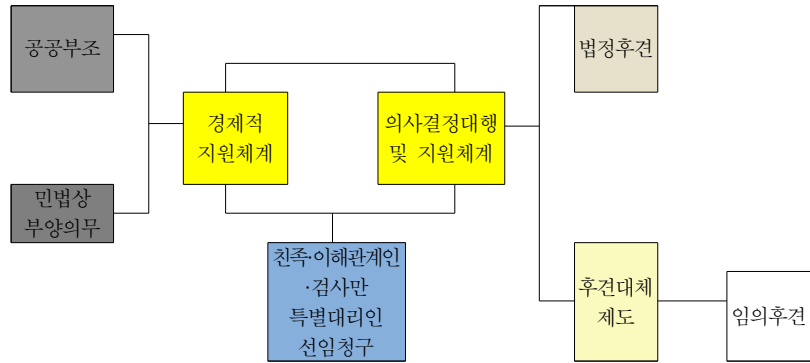 공공부조
법정후견
경제적
지원체계
의사결정대행
및 지원체계
민법상
부양의무
친족·이해관계인
·검사만
특별대리인
선임청구
후견대체
제도
임의후견